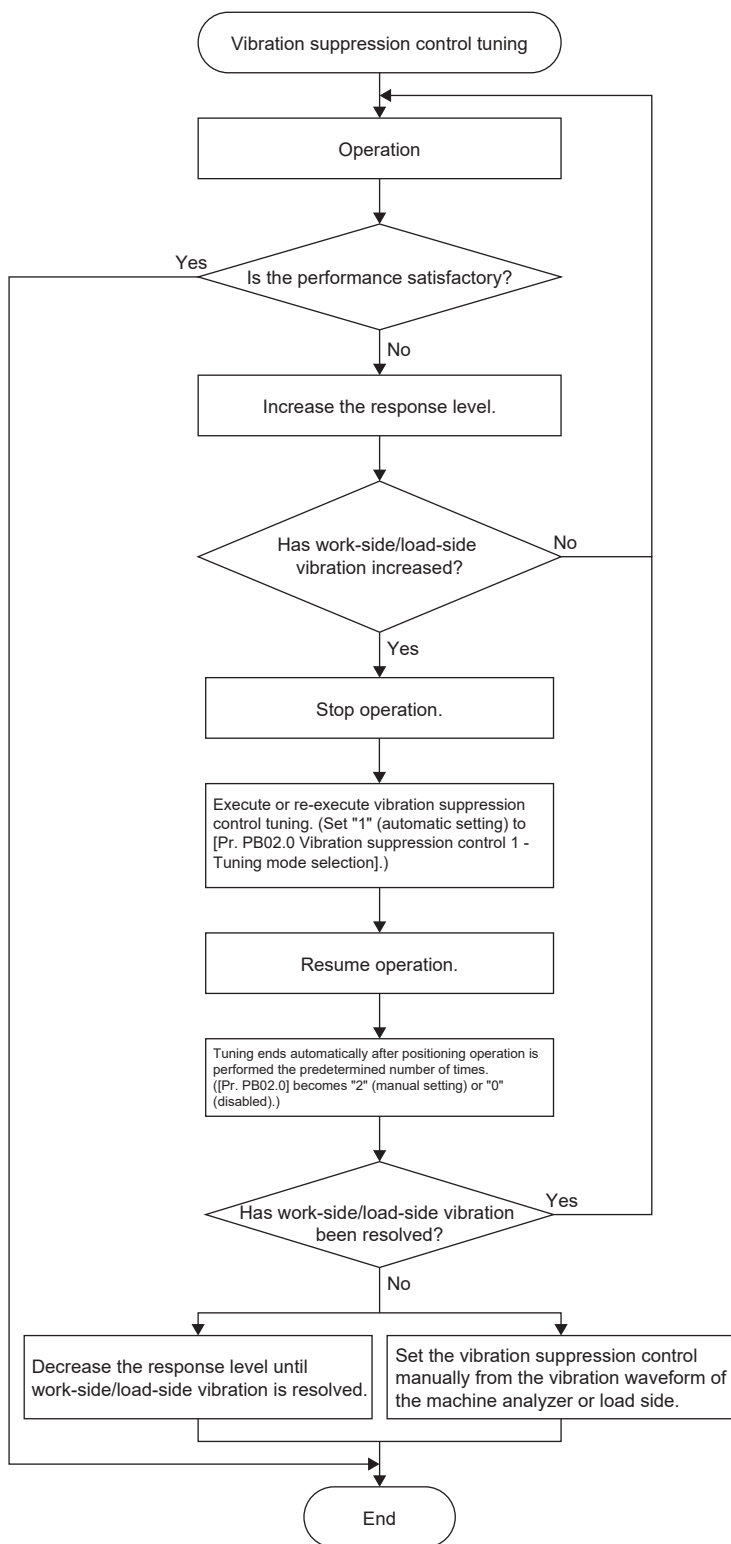 Vibration suppression control tuning
Operation
Yes
Is the performance satisfactory?
No
Increase the response level.
Has work-side/load-side
vibration increased?
No
Yes
Stop operation.
Execute or re-execute vibration suppression
control tuning. (Set "1" (automatic setting) to
[Pr. PB02.0 Vibration suppression control 1 -
Tuning mode selection].)
Resume operation.
Tuning ends automatically after positioning operation is
performed the predetermined number of times.
([Pr. PB02.0] becomes "2" (manual setting) or "0"
(disabled).)
Has work-side/load-side vibration
been resolved?
Yes
No
Decrease the response level until
work-side/load-side vibration is resolved.
Set the vibration suppression control
manually from the vibration waveform of
the machine analyzer or load side.
End